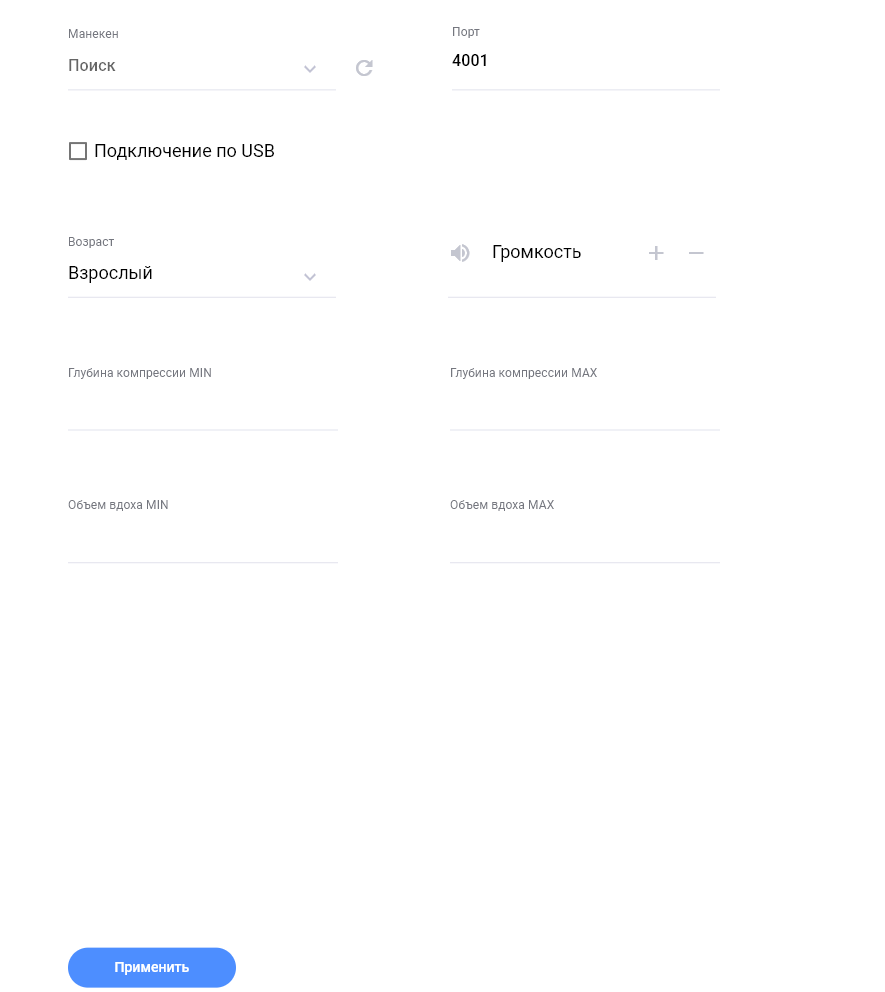 Манекен
Порт
Поиск
4001
Подключение по USB
Возраст
Громкость
Взрослый
Глубина компрессии MIN
Глубина компрессии MAX
Объем вдоха MIN
Объем вдоха MAX
Применить